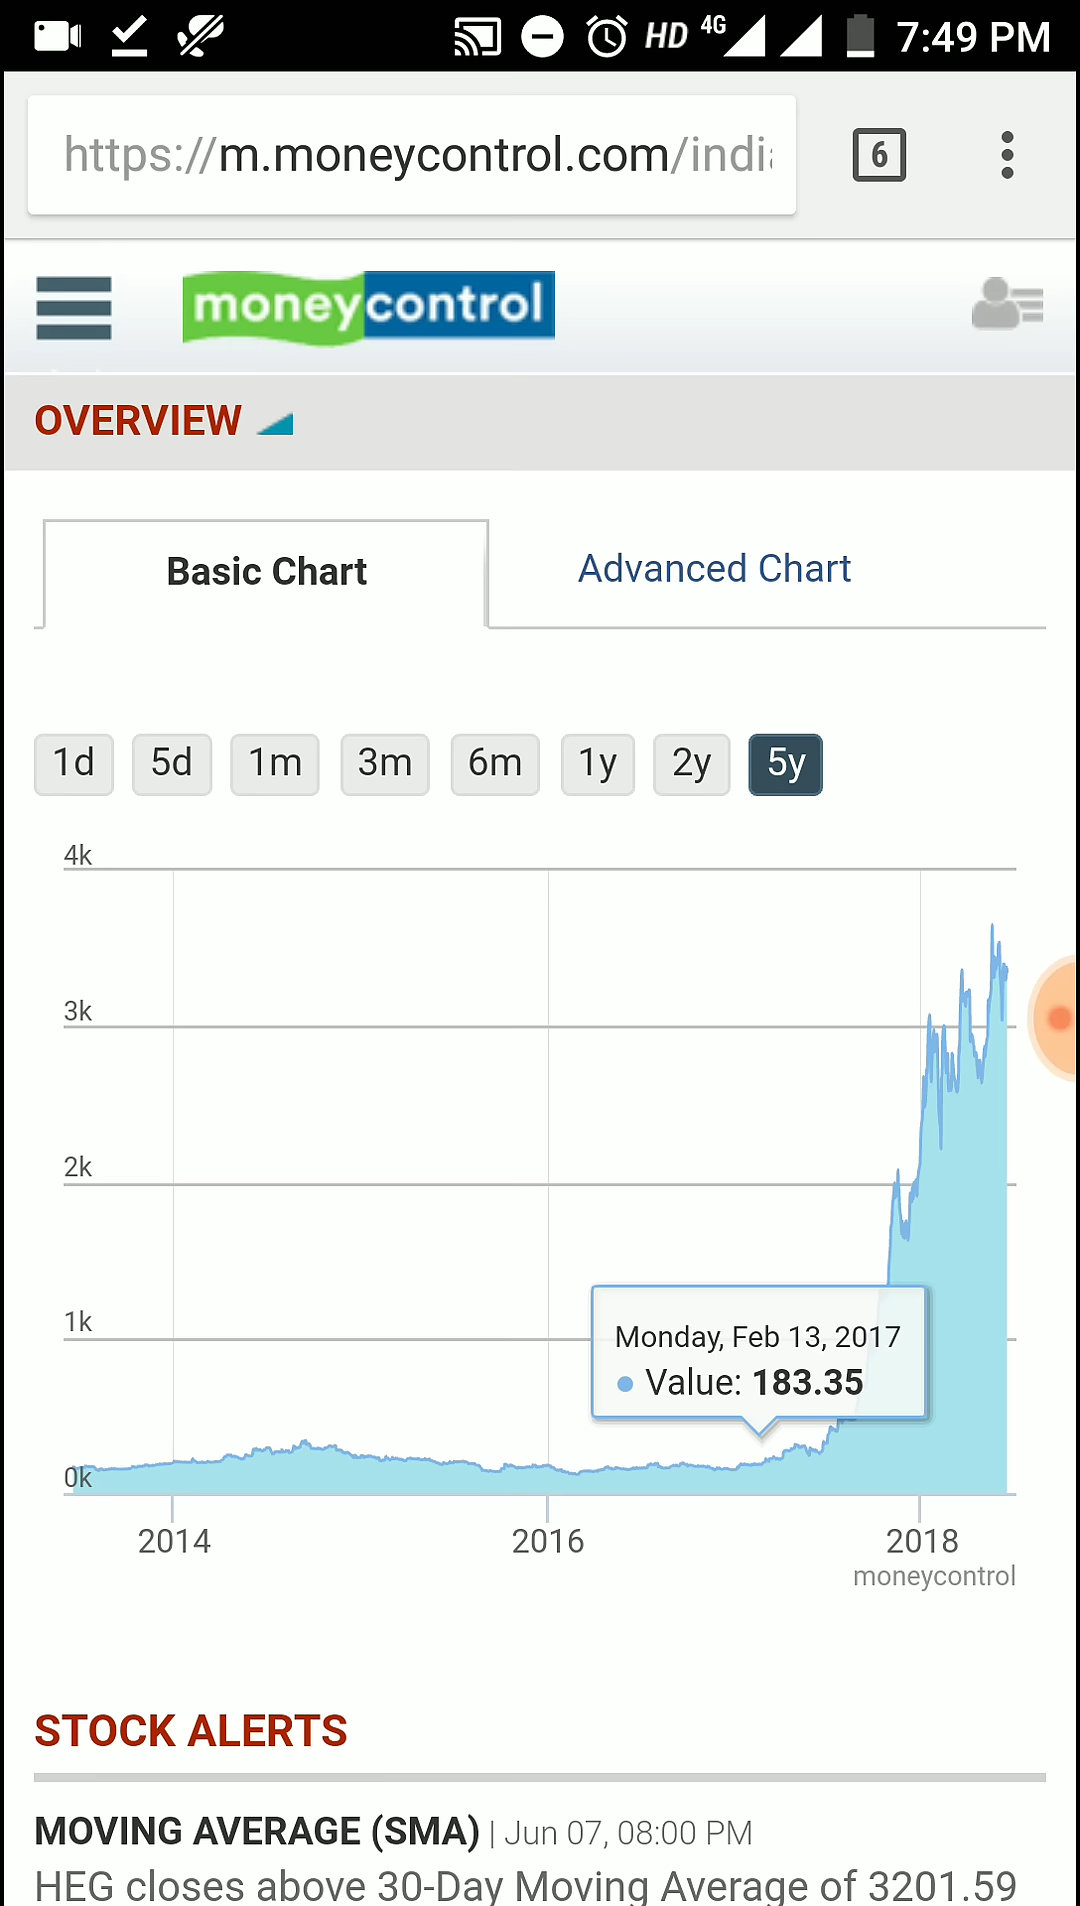 HD 4G 7:49 PM
https://m.moneycontrol.com/indi
6
moneycontrol
OVERVIEW
Basic Chart
Advanced Chart
1d 5d 1m 3m 6m 1y 2y 5y
4k
3k
2k
1k
Monday, Feb 13, 2017
Value: 183.35
0k
2014 2016 2018
moneycontrol
STOCK ALERTS
MOVING AVERAGE (SMA) | Jun 07, 08:00 PM
HEG closes above 30-Day Moving Average of 3201.59